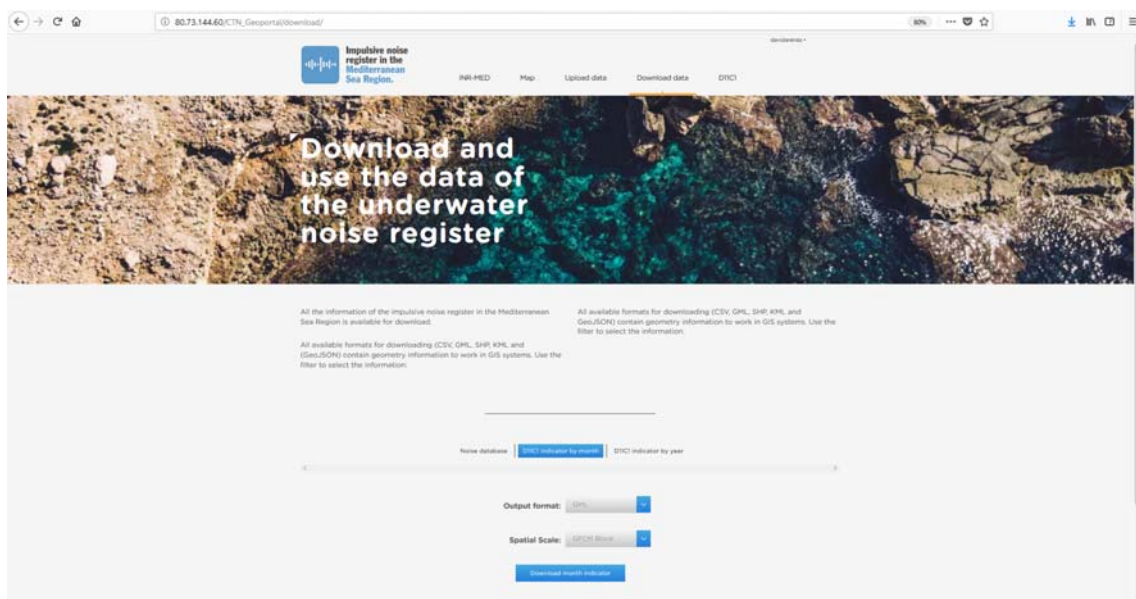 80.73.144.60/CTN_Geoportal/download/
80%
Impulsive noise
register in the
Mediterranean
Sea Region.
INR-MED Map Upload data Download data D11C1
Download and
use the data of
the underwater
noise register
All the information of the impulsive noise register in the Mediterranean
Sea Region is available for download.
All available formats for downloading (CSV, GML, SHP, KML and
(GeoJSON) contain geometry information to work in GIS systems. Use the
filter to select the information:
All available formats for downloading (CSV, GML, SHP, KML and
GeoJSON) contain geometry information to work in GIS systems. Use the
filter to select the information:
Noise database D11C1 indicator by month D11C1 indicator by year
Output format: GML
Spatial Scale: GFCM Block
Download month indicator